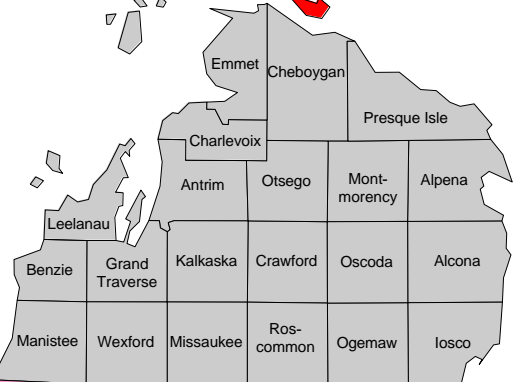 Emmet
Cheboygan
Presque Isle
Charlevoix
Antrim
Otsego
Mont-
morency
Alpena
Leelanau
Benzie
Grand
Traverse
Kalkaska
Crawford
Oscoda
Alcona
Manistee
Wexford
Missaukee
Ros-
common
Ogemaw
Iosco